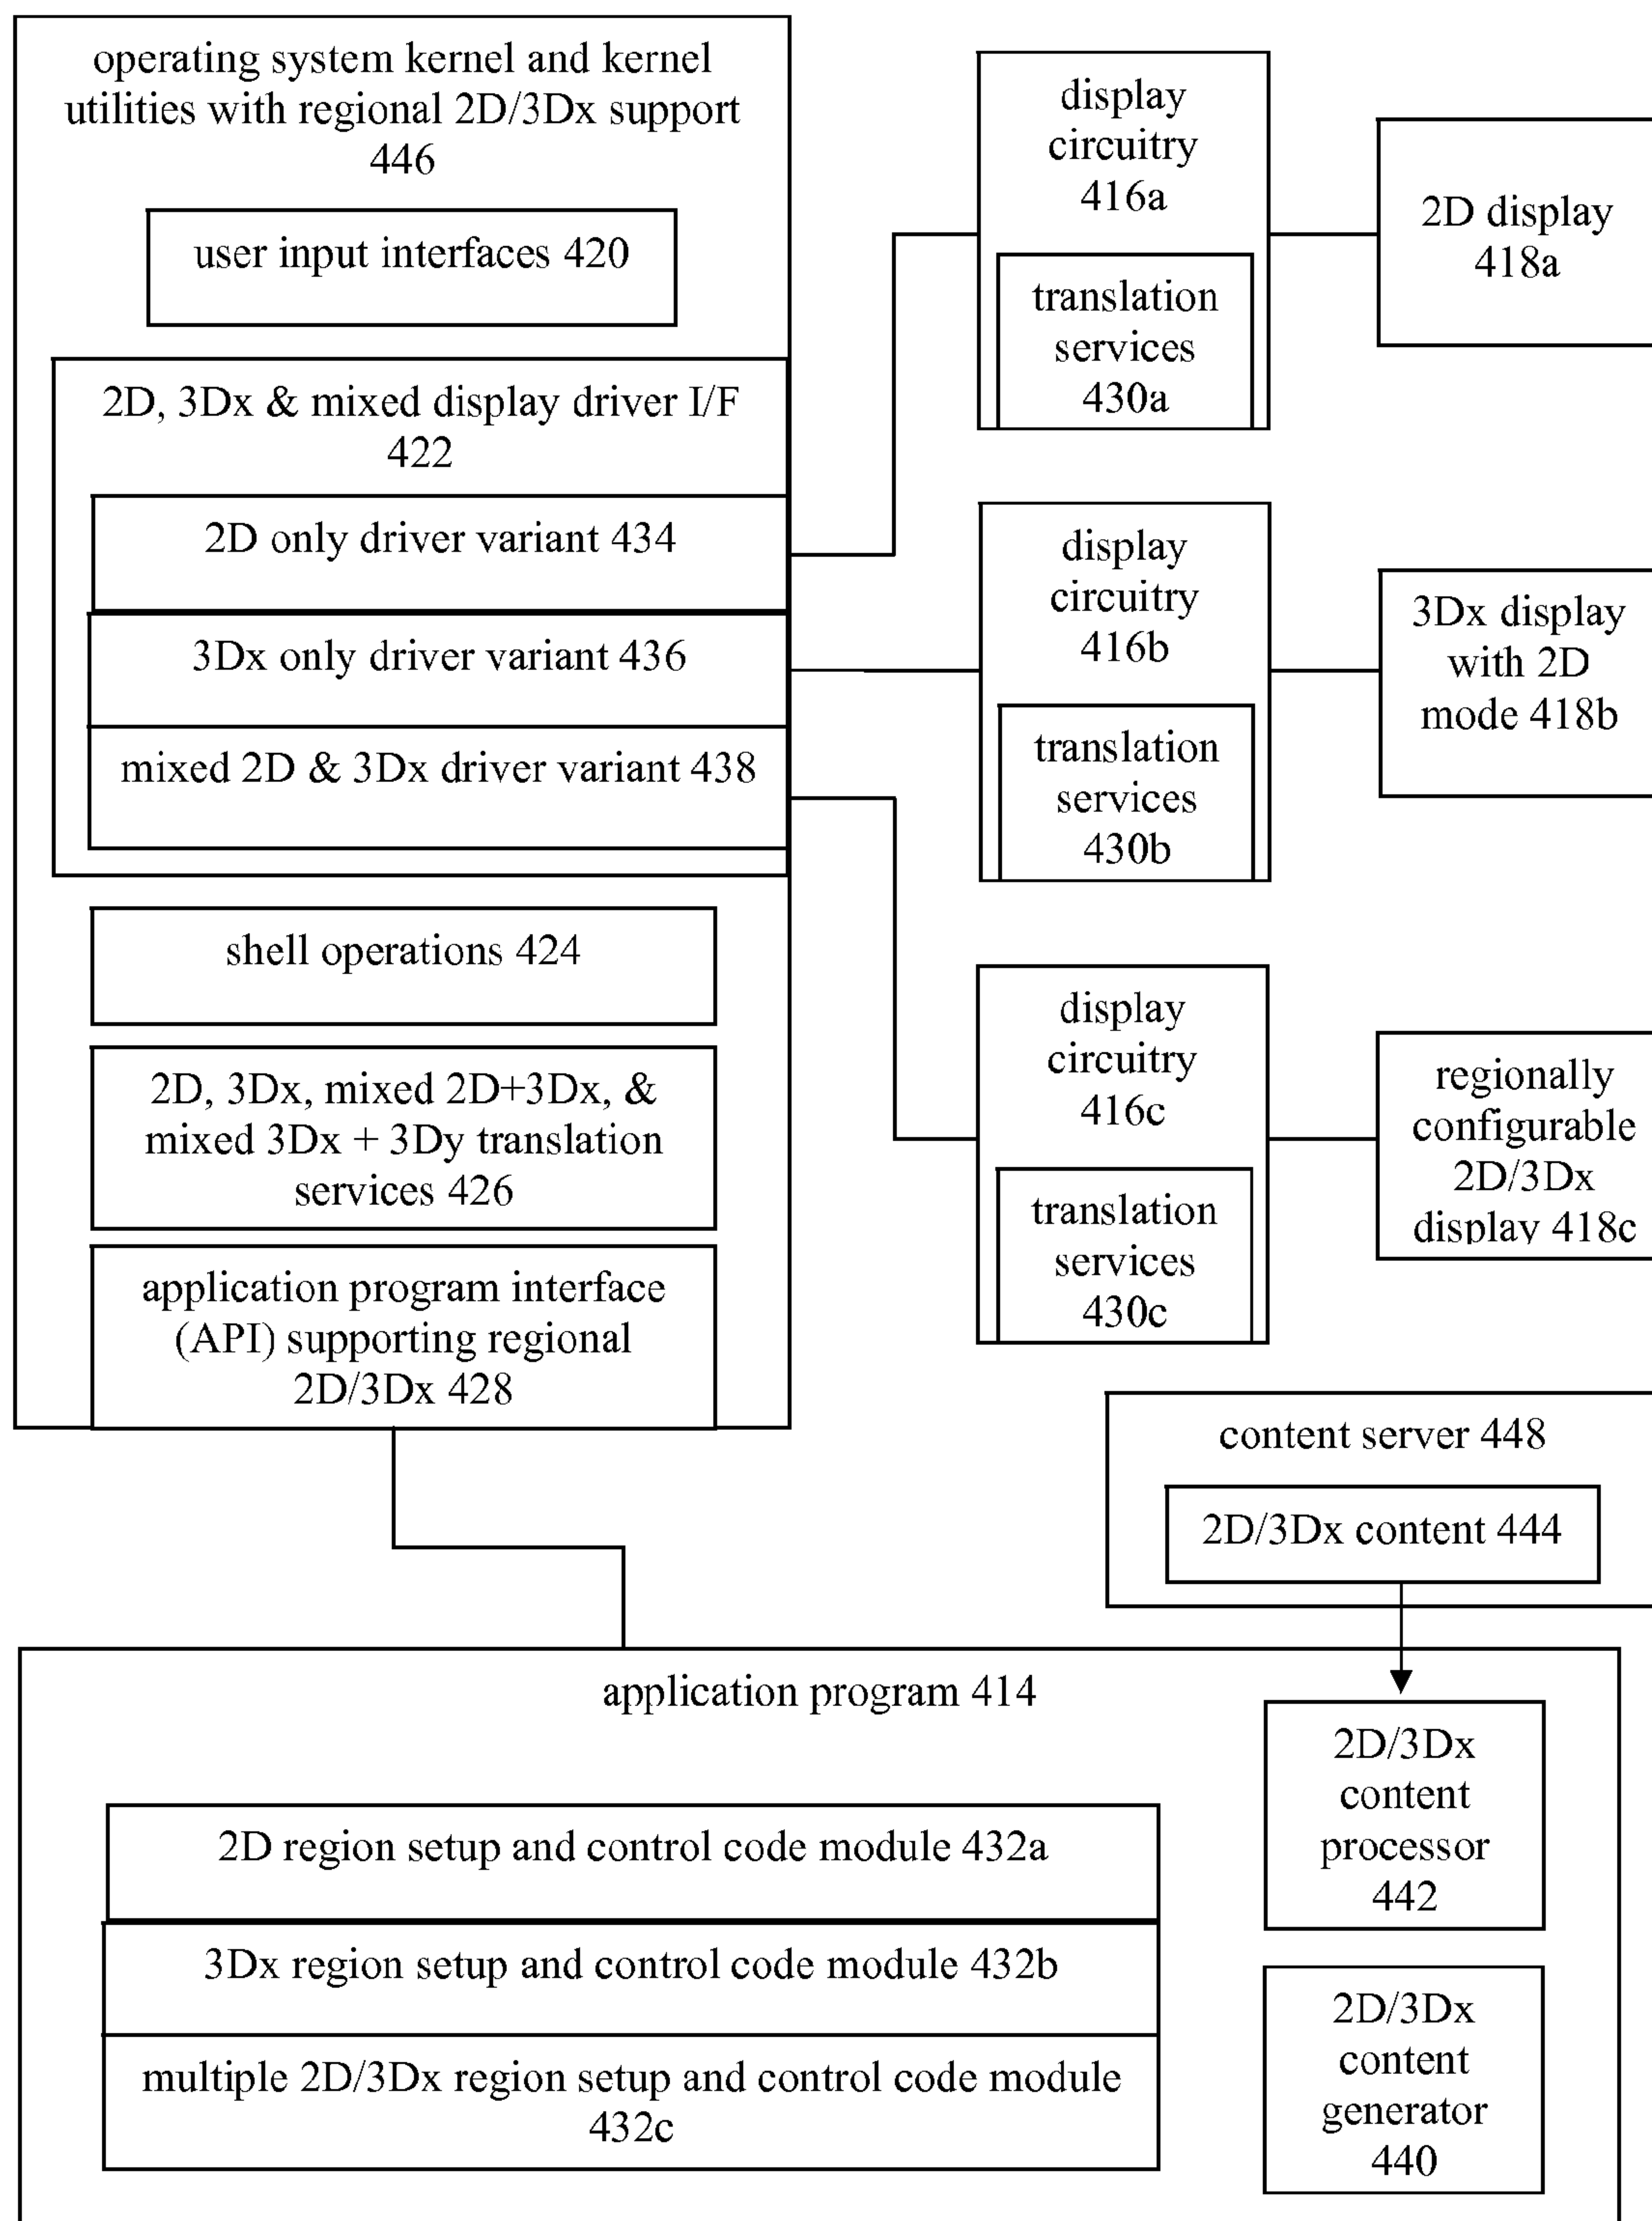 operating system kernel and kernel
utilities with regional 2D/3Dx support
446
user input interfaces 420
2D, 3Dx & mixed display driver I/F
422
2D only driver variant 434
3Dx only driver variant 436
mixed 2D & 3Dx driver variant 438
shell operations 424
2D, 3Dx, mixed 2D+3Dx, &
mixed 3Dx + 3Dy translation
services 426
application program interface
(API) supporting regional
2D/3Dx 428
display
circuitry
416a
translation
services
430a
2D display
418a
display
circuitry
416b
translation
services
430b
3Dx display
with 2D
mode 418b
display
circuitry
416c
translation
services
430c
regionally
configurable
2D/3Dx
display 418c
content server 448
2D/3Dx content 444
application program 414
2D region setup and control code module 432a
3Dx region setup and control code module 432b
multiple 2D/3Dx region setup and control code module
432c
2D/3Dx
content
processor
442
2D/3Dx
content
generator
440